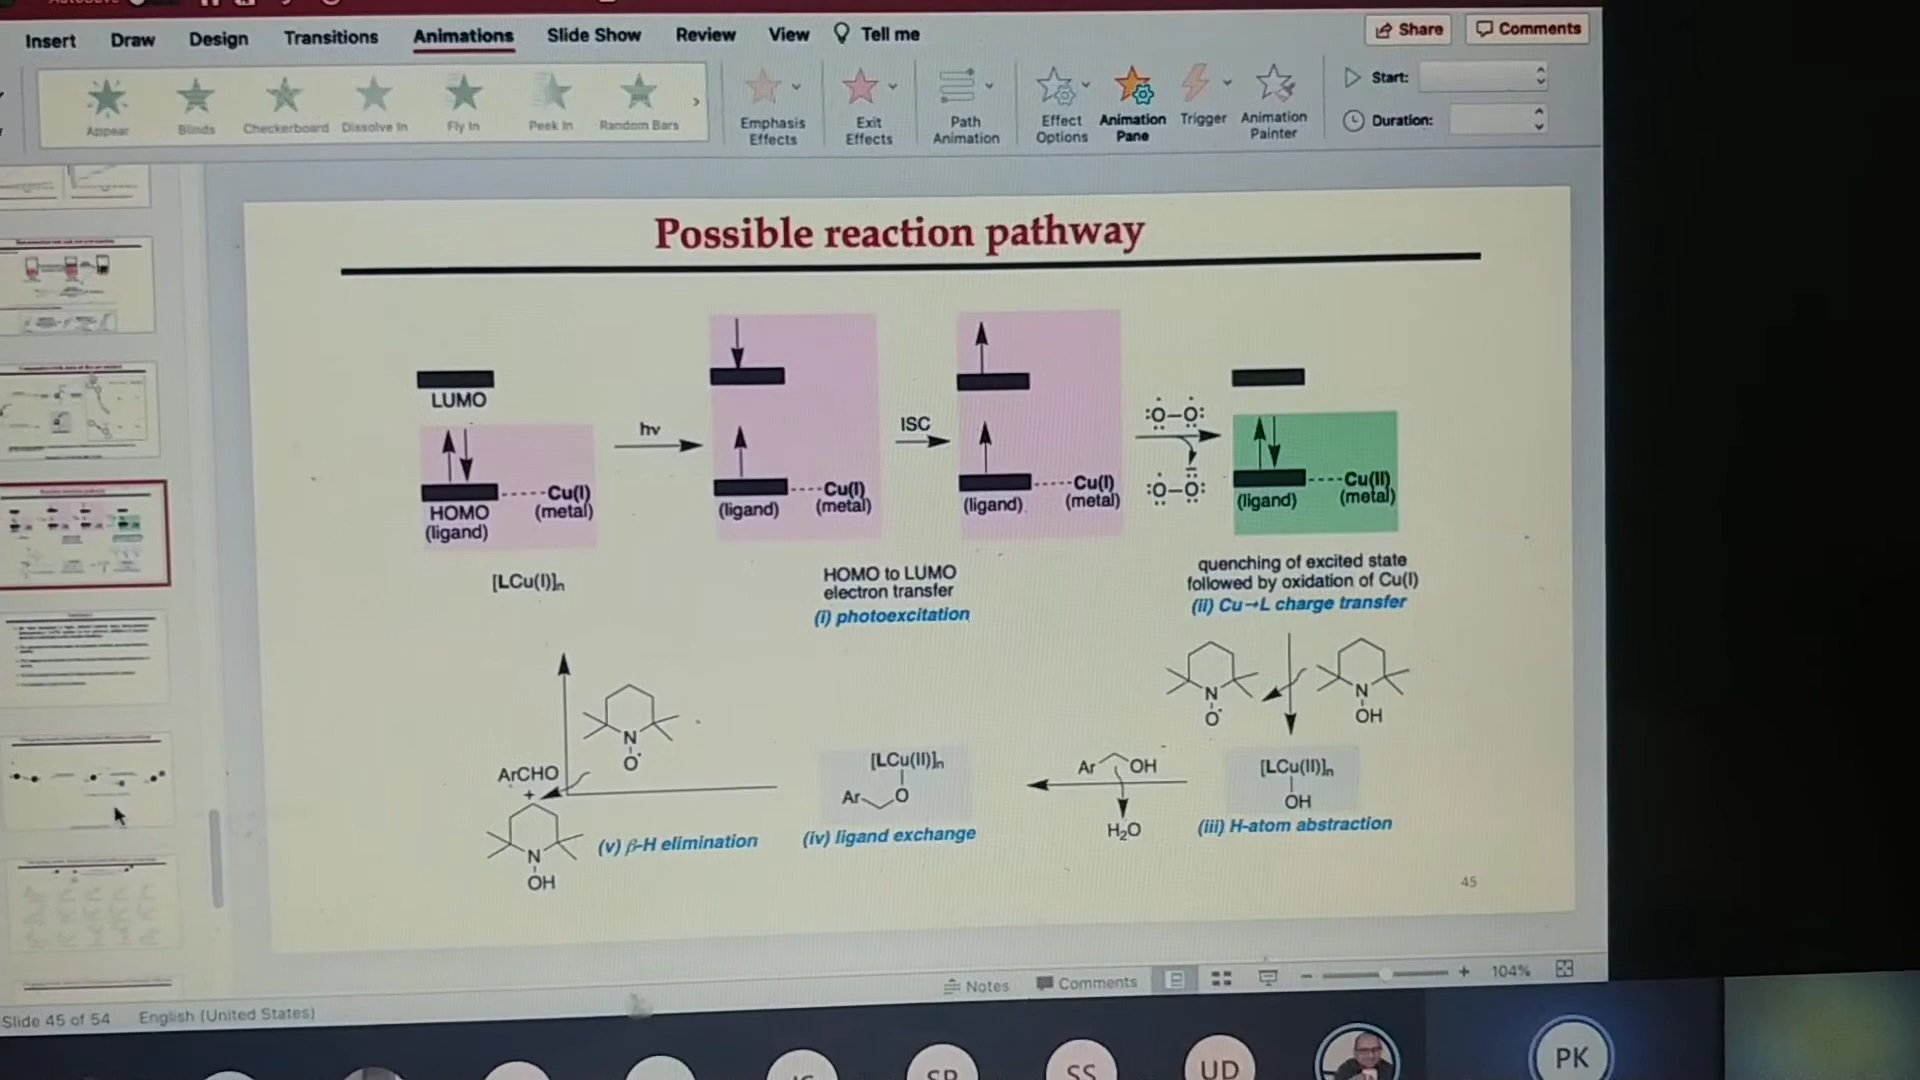 Insert Draw Design Transitions Animations Slide Show Review View Tell me Share Comments
Appear Blinds Checkerboard Dissolve In Fly In Peek In Random Bars
Emphasis Effects
Exit Effects
Path Animation
Effect Options
Animation Pane
Trigger
Animation Painter
Start:
Duration:
Possible reaction pathway
LUMO
HOMO
(ligand)
Cu(I)
(metal)
[LCu(I)]n
hν
(ligand)
Cu(I)
(metal)
ISC
(ligand)
Cu(I)
(metal)
HOMO to LUMO
electron transfer
(i) photoexcitation
:O–O:
:O–O:
(ligand)
Cu(II)
(metal)
quenching of excited state
followed by oxidation of Cu(I)
(ii) Cu→L charge transfer
N
O•
N
OH
[LCu(II)]n
OH
(iii) H-atom abstraction
Ar OH
H2O
[LCu(II)]n
Ar O
(iv) ligand exchange
N
O•
ArCHO
+
N
OH
(v) β-H elimination
45
Notes Comments 104%
Slide 45 of 54 English (United States)
SS UD PK